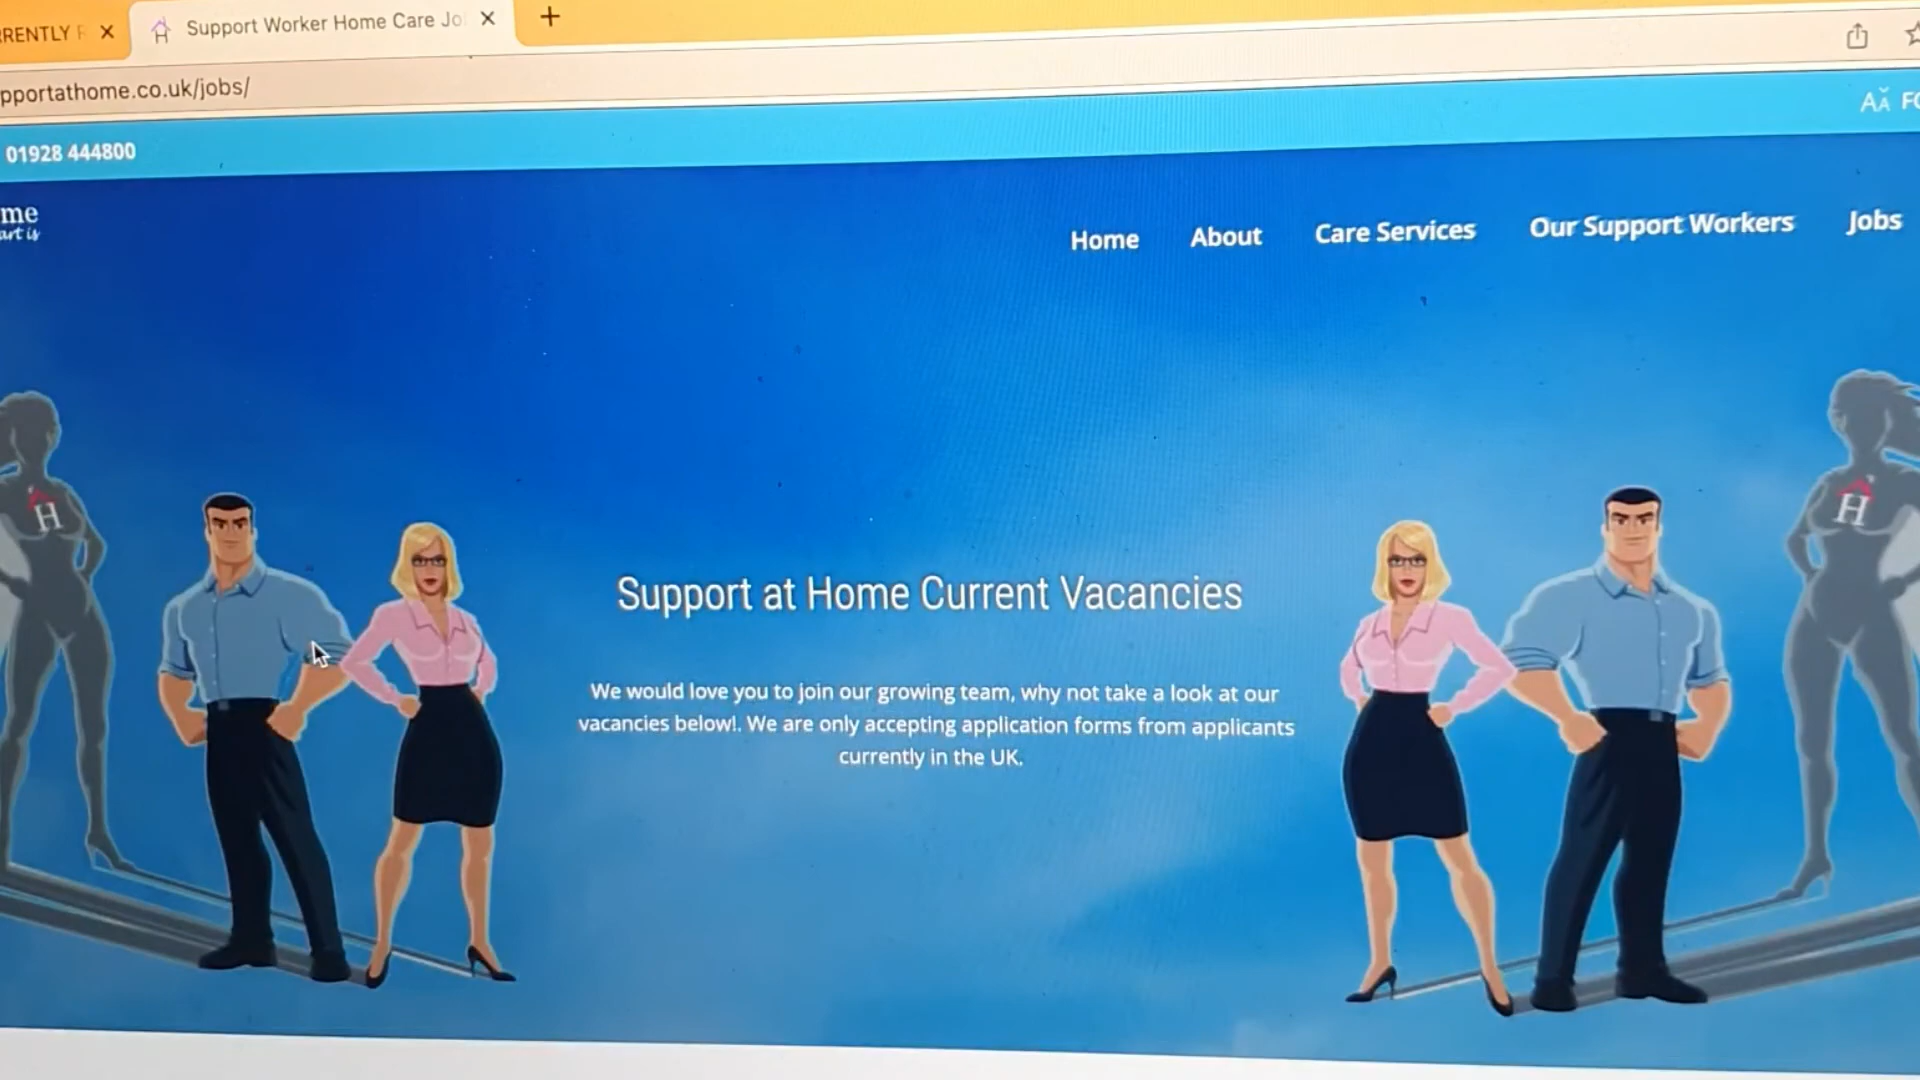 RENTLY
Support Worker Home Care Jo
pportathome.co.uk/jobs/
AA
01928 444800
me
art is
Home About Care Services Our Support Workers Jobs
H
H
Support at Home Current Vacancies
We would love you to join our growing team, why not take a look at our
vacancies below!. We are only accepting application forms from applicants
currently in the UK.